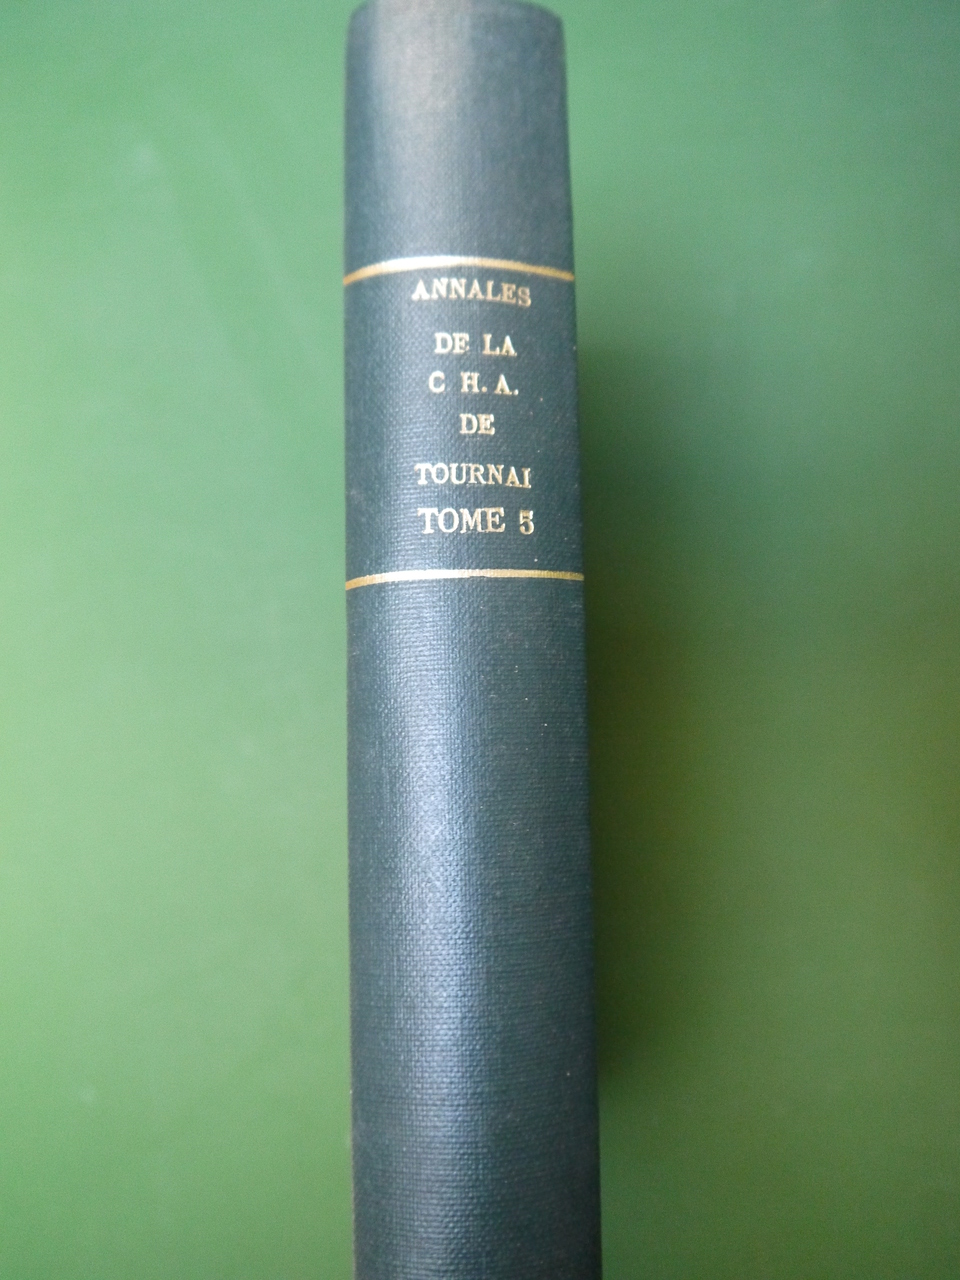 ANNALES
DE LA
C H. A.
DE
TOURNAI
TOME 5